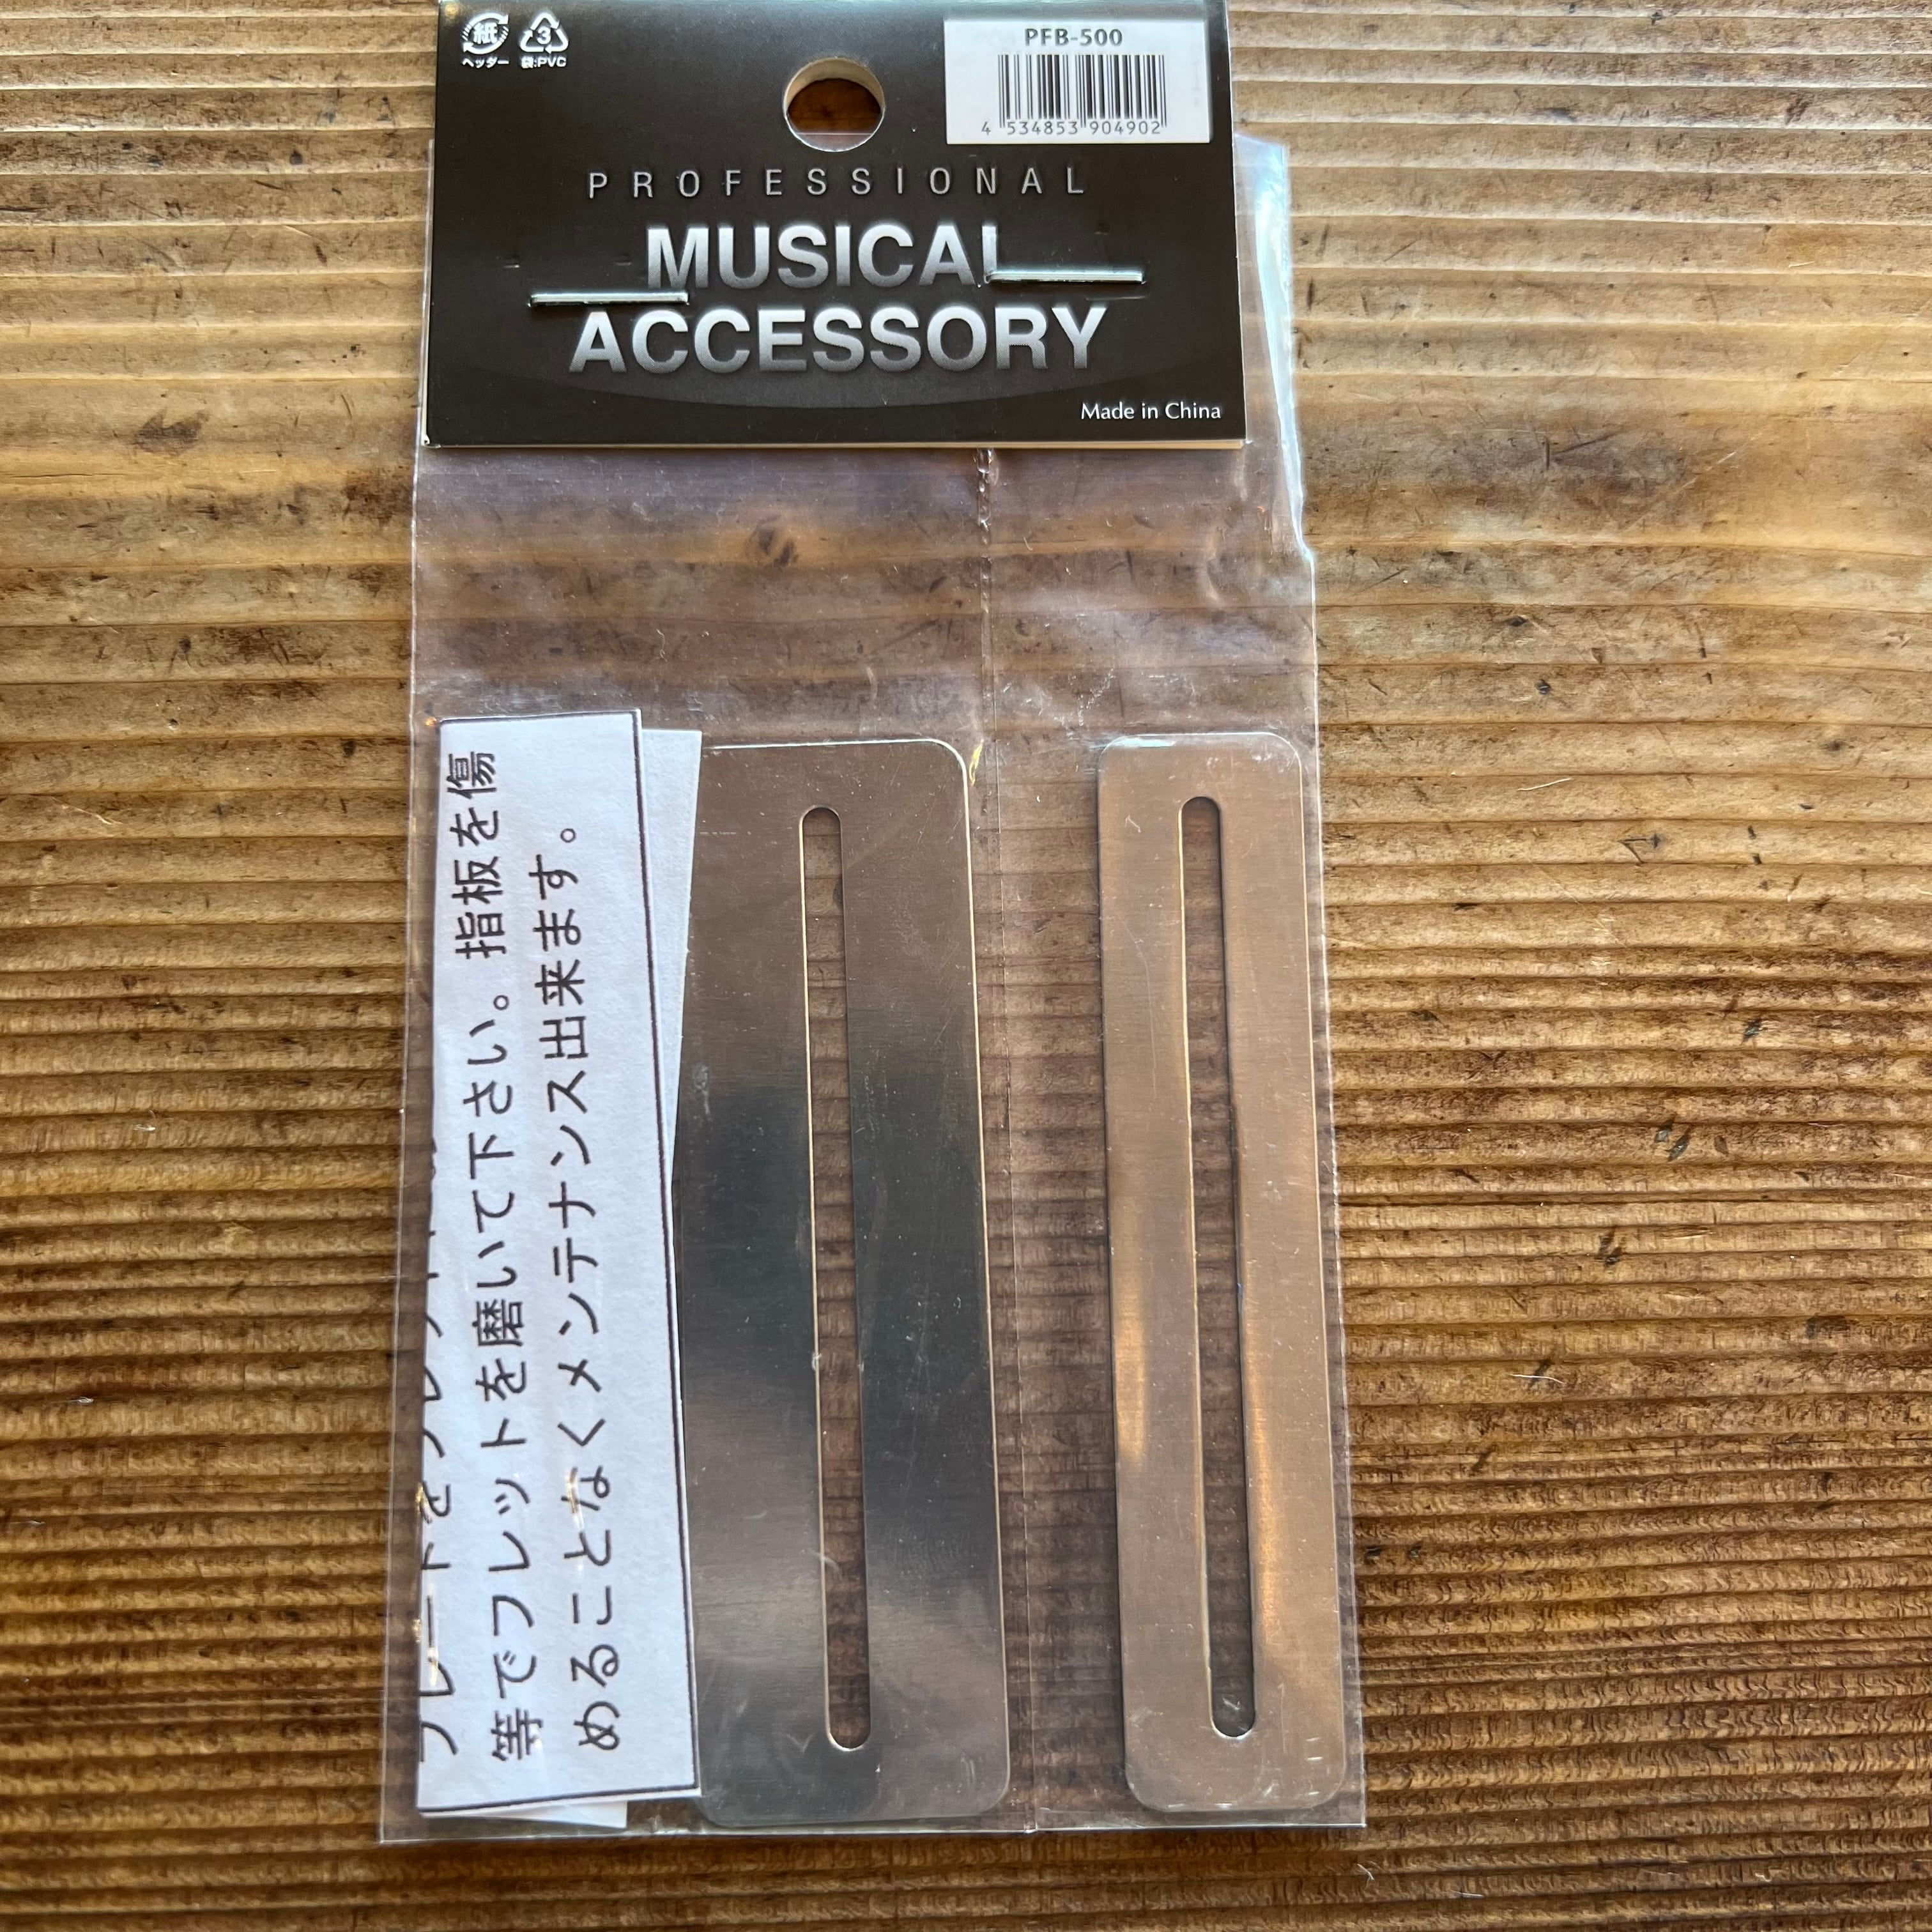 紙
ヘッダー
3
袋:PVC
PFB-500
4 534853 904902
PROFESSIONAL
MUSICAL
ACCESSORY
Made in China
等でフレットを磨いて下さい。指板を傷
めることなくメンテナンス出来ます。